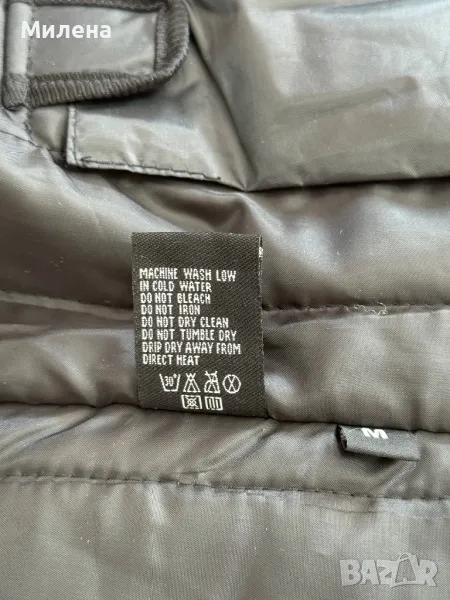 Милена
MACHINE WASH LOW
IN COLD WATER
DO NOT BLEACH
DO NOT IRON
DO NOT DRY CLEAN
DO NOT TUMBLE DRY
DRIP DRY AWAY FROM
DIRECT HEAT
30°
M
BAZAR